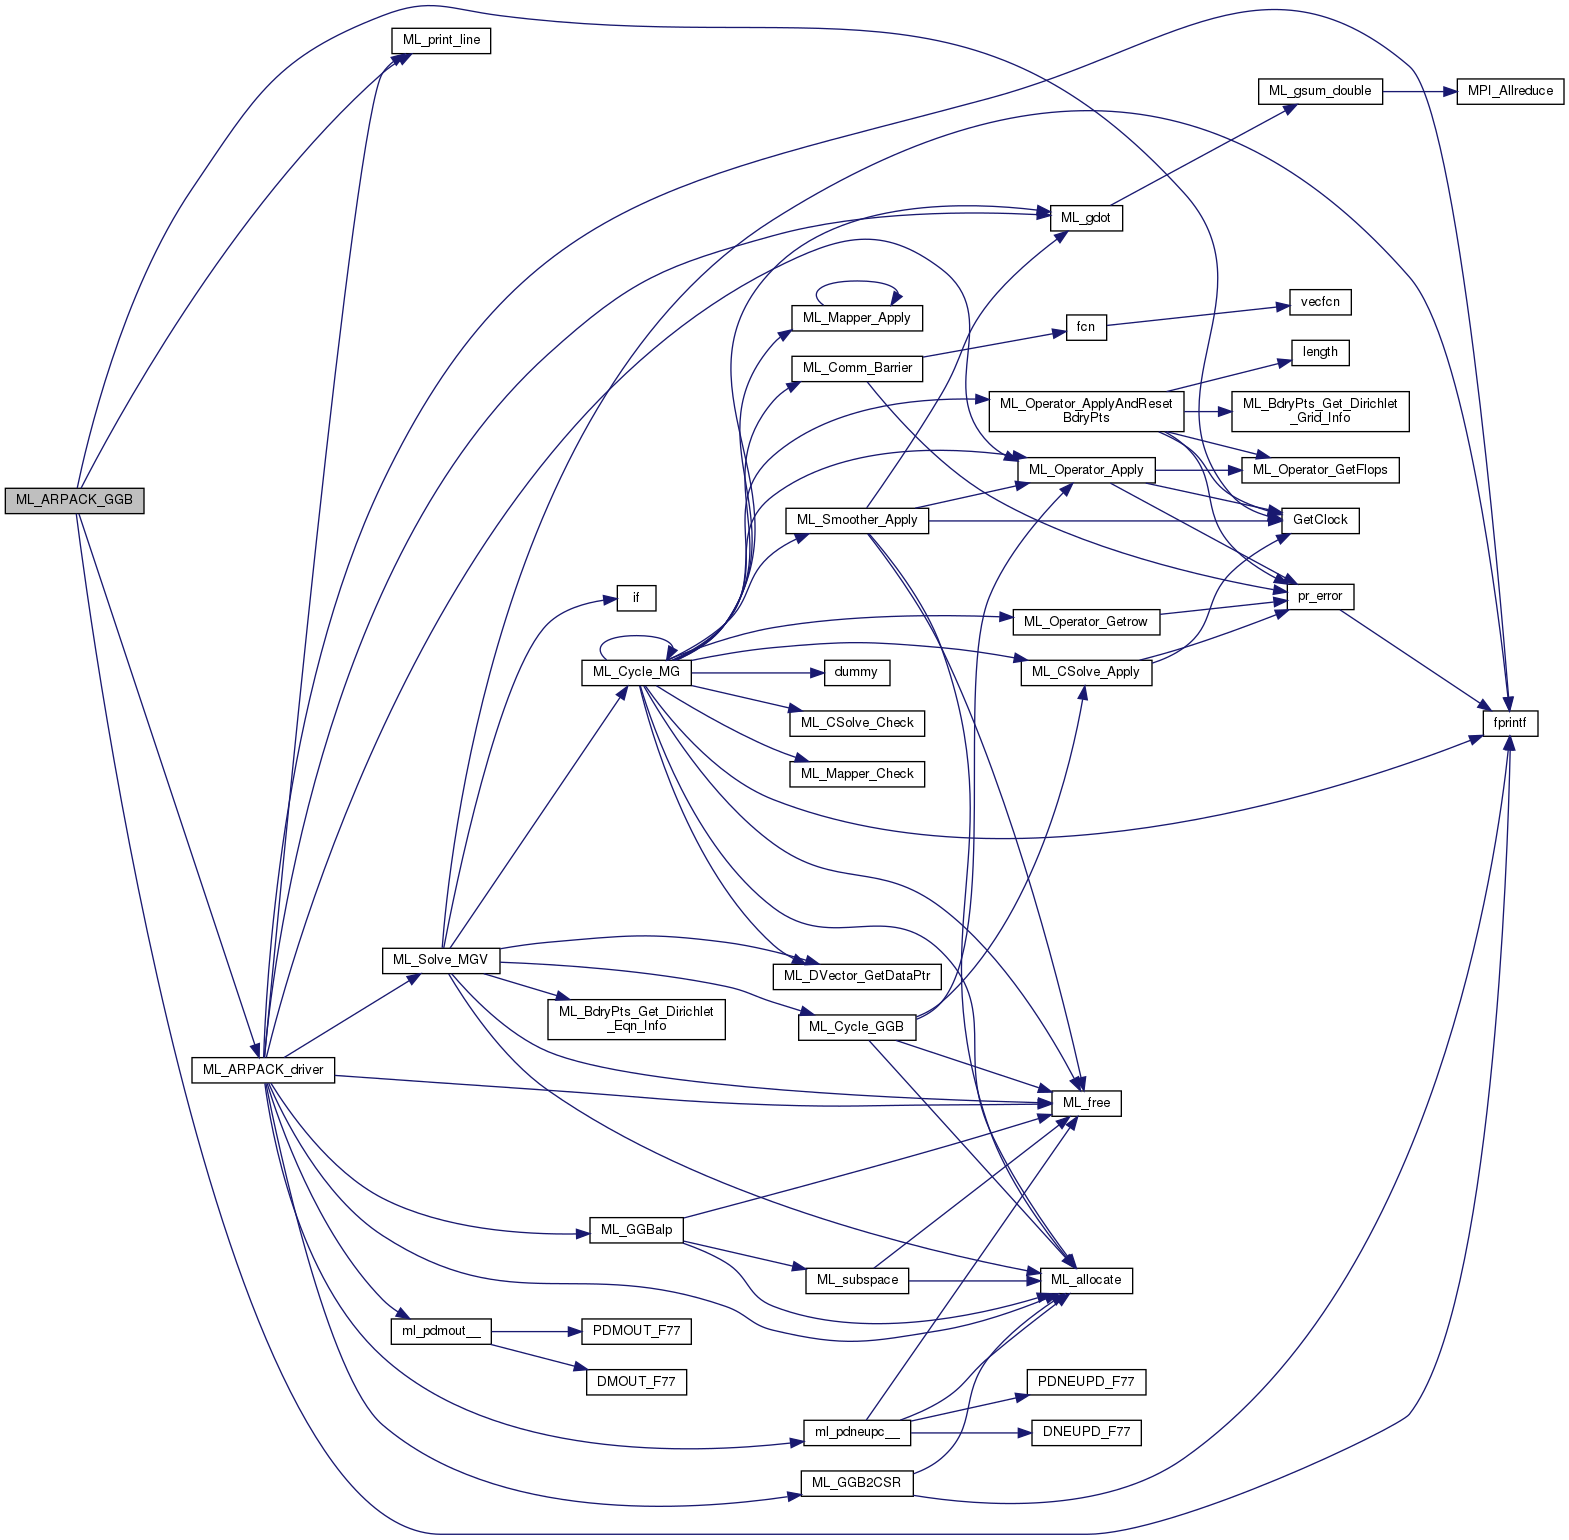 ML_print_line
ML_gsum_double
MPI_Allreduce
ML_gdot
vecfcn
ML_Mapper_Apply
fcn
length
ML_Comm_Barrier
ML_Operator_ApplyAndReset
BdryPts
ML_BdryPts_Get_Dirichlet
_Grid_Info
ML_Operator_Apply
ML_Operator_GetFlops
ML_ARPACK_GGB
ML_Smoother_Apply
GetClock
if
pr_error
ML_Operator_Getrow
ML_Cycle_MG
dummy
ML_CSolve_Apply
ML_CSolve_Check
fprintf
ML_Mapper_Check
ML_Solve_MGV
ML_DVector_GetDataPtr
ML_BdryPts_Get_Dirichlet
_Eqn_Info
ML_Cycle_GGB
ML_ARPACK_driver
ML_free
ML_GGBalp
ML_subspace
ML_allocate
ml_pdmout__
PDMOUT_F77
DMOUT_F77
PDNEUPD_F77
ml_pdneupc__
DNEUPD_F77
ML_GGB2CSR